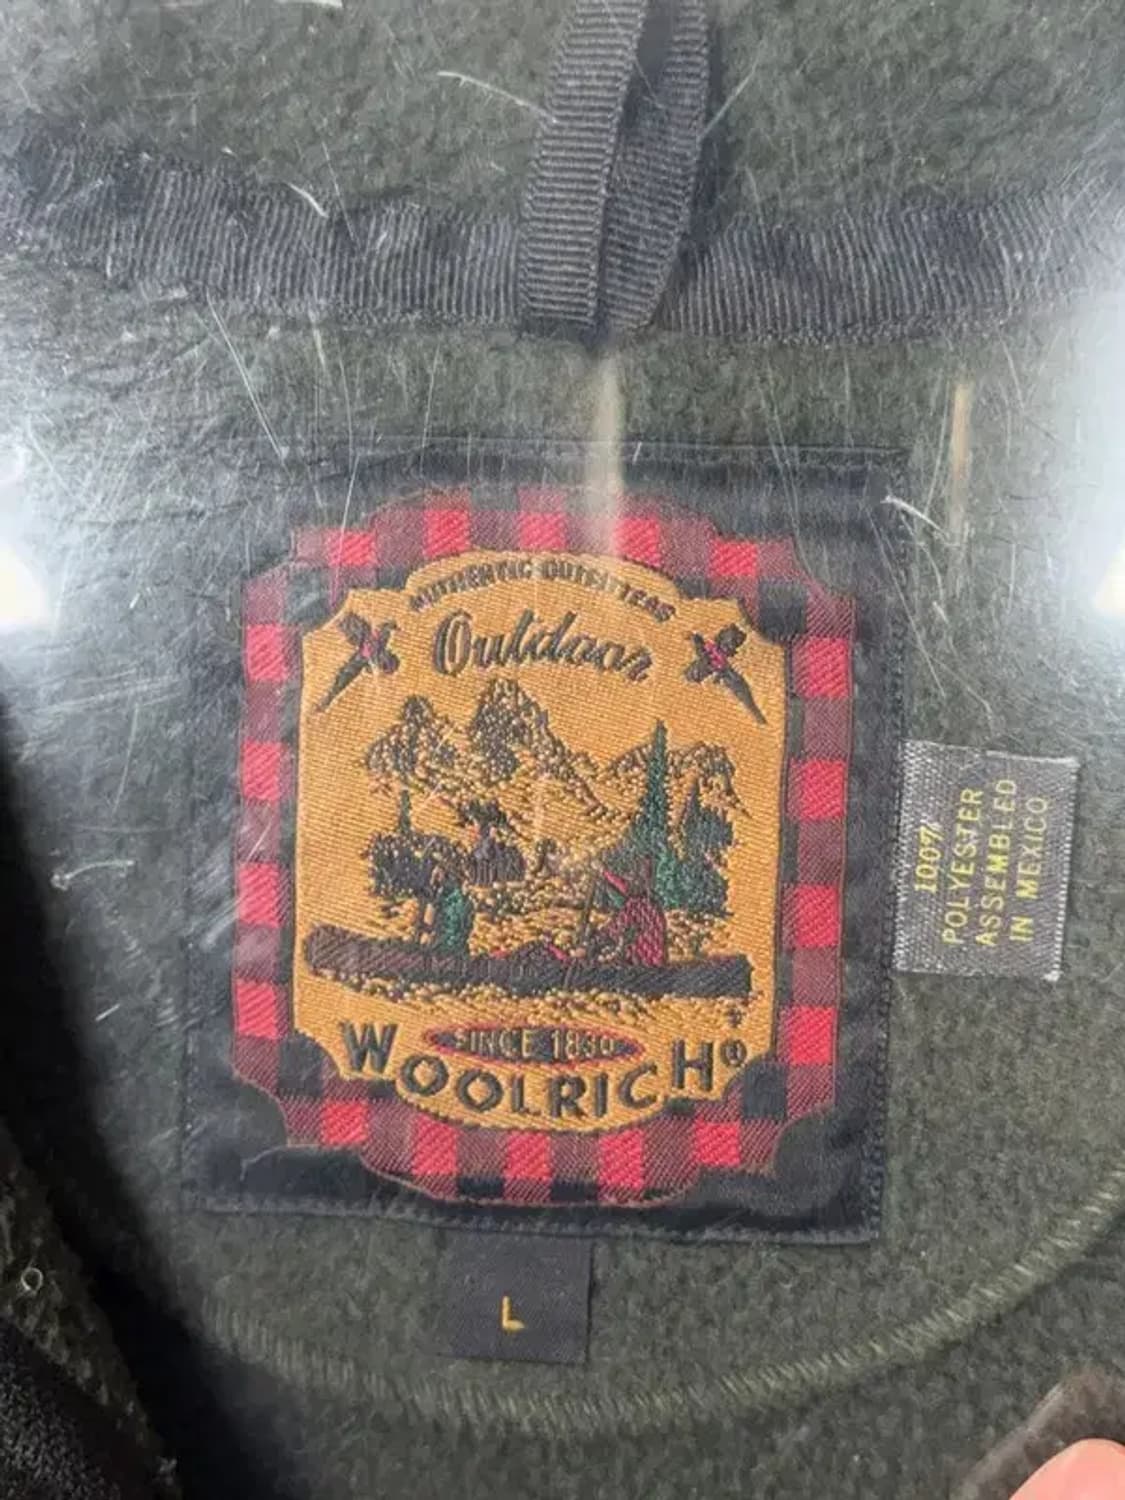 AUTHENTIC OUTFITTERS
Outdoor
SINCE 1830
WOOLRICH®
100%
POLYESTER
ASSEMBLED
IN MEXICO
L